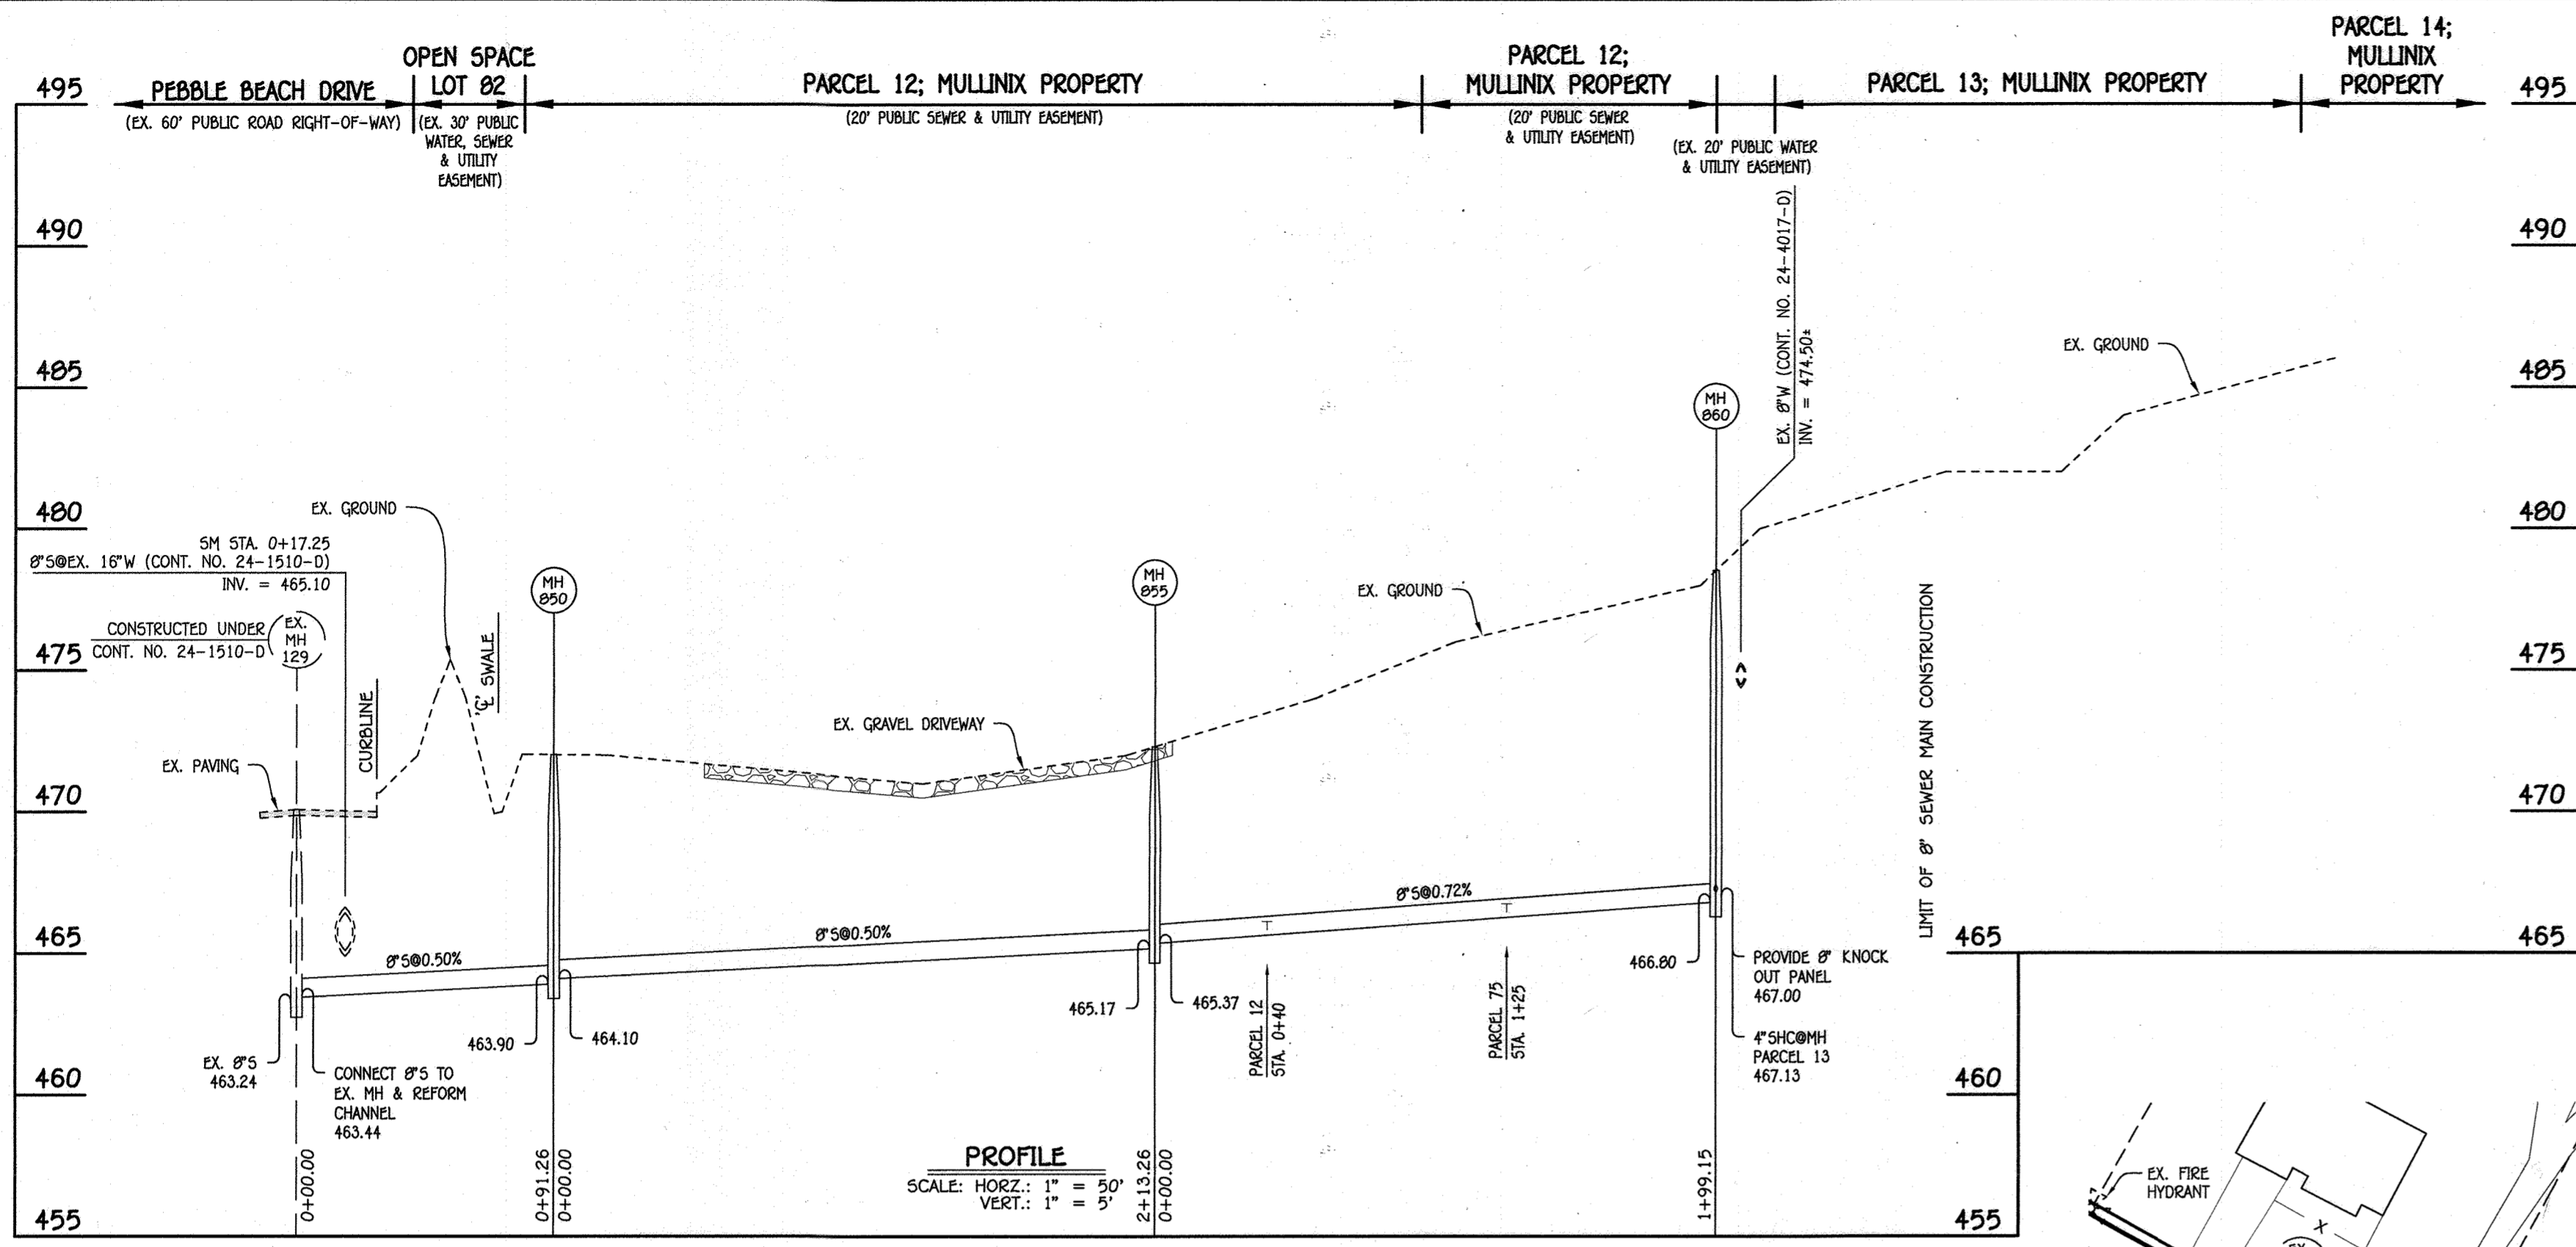 PEBBLE BEACH DRIVE
(EX. 60' PUBLIC ROAD RIGHT-OF-WAY)
OPEN SPACE
LOT 82
(EX. 30' PUBLIC
WATER, SEWER
& UTILITY
EASEMENT)
PARCEL 12; MULLINIX PROPERTY
(20' PUBLIC SEWER & UTILITY EASEMENT)
PARCEL 12;
MULLINIX PROPERTY
(20' PUBLIC SEWER
& UTILITY EASEMENT)
(EX. 20' PUBLIC WATER
& UTILITY EASEMENT)
PARCEL 13; MULLINIX PROPERTY
PARCEL 14;
MULLINIX
PROPERTY
495
490
485
480
475
470
465
460
455
495
490
485
480
475
470
465
EX. GROUND
SM STA. 0+17.25
8"S@EX. 16"W (CONT. NO. 24-1510-D)
INV. = 465.10
CONSTRUCTED UNDER
CONT. NO. 24-1510-D
EX.
MH
129
CURBLINE
℄ SWALE
EX. PAVING
MH
850
EX. GRAVEL DRIVEWAY
MH
855
EX. GROUND
MH
860
EX. 8"W (CONT. NO. 24-4017-D)
INV. = 474.50±
EX. GROUND
LIMIT OF 8" SEWER MAIN CONSTRUCTION
8"S@0.50%
8"S@0.50%
8"S@0.72%
EX. 8"S
463.24
CONNECT 8"S TO
EX. MH & REFORM
CHANNEL
463.44
463.90
464.10
465.17
465.37
PARCEL 12
STA. 0+40
PARCEL 75
STA. 1+25
466.80
PROVIDE 8" KNOCK
OUT PANEL
467.00
4"SHC@MH
PARCEL 13
467.13
465
460
455
0+00.00
0+91.26
0+00.00
2+13.26
0+00.00
1+99.15
PROFILE
SCALE: HORZ.: 1" = 50'
VERT.: 1" = 5'
EX. FIRE
HYDRANT
X